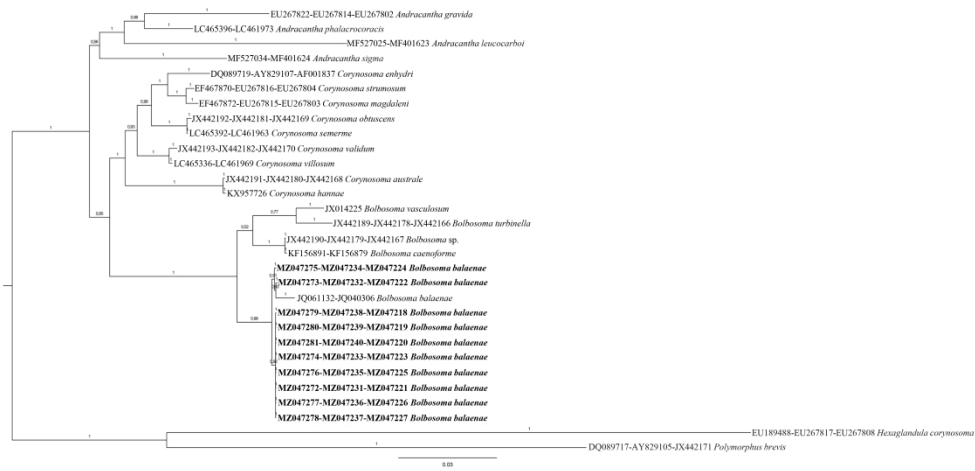 EU267822-EU267814-EU267802 Andracantha gravida
LC465396-LC461973 Andracantha phalacrocoracis
MF527025-MF401623 Andracantha leucocarboi
MF527034-MF401624 Andracantha sigma
DQ089719-AY829107-AF001837 Corynosoma enhydri
EF467870-EU267816-EU267804 Corynosoma strumosum
EF467872-EU267815-EU267803 Corynosoma magdaleni
JX442192-JX442181-JX442169 Corynosoma obtuscens
LC465392-LC461963 Corynosoma semerme
JX442193-JX442182-JX442170 Corynosoma validum
LC465336-LC461969 Corynosoma villosum
JX442191-JX442180-JX442168 Corynosoma australe
KX957726 Corynosoma hannae
JX014225 Bolbosoma vasculosum
JX442189-JX442178-JX442166 Bolbosoma turbinella
JX442190-JX442179-JX442167 Bolbosoma sp.
KF156891-KF156879 Bolbosoma caenoforme
MZ047275-MZ047234-MZ047224 Bolbosoma balaenae
MZ047273-MZ047232-MZ047222 Bolbosoma balaenae
JQ061132-JQ040306 Bolbosoma balaenae
MZ047279-MZ047238-MZ047218 Bolbosoma balaenae
MZ047280-MZ047239-MZ047219 Bolbosoma balaenae
MZ047281-MZ047240-MZ047220 Bolbosoma balaenae
MZ047274-MZ047233-MZ047223 Bolbosoma balaenae
MZ047276-MZ047235-MZ047225 Bolbosoma balaenae
MZ047272-MZ047231-MZ047221 Bolbosoma balaenae
MZ047277-MZ047236-MZ047226 Bolbosoma balaenae
MZ047278-MZ047237-MZ047227 Bolbosoma balaenae
EU189488-EU267817-EU267808 Hexaglandula corynosoma
DQ089717-AY829105-JX442171 Polymorphus brevis
0.03